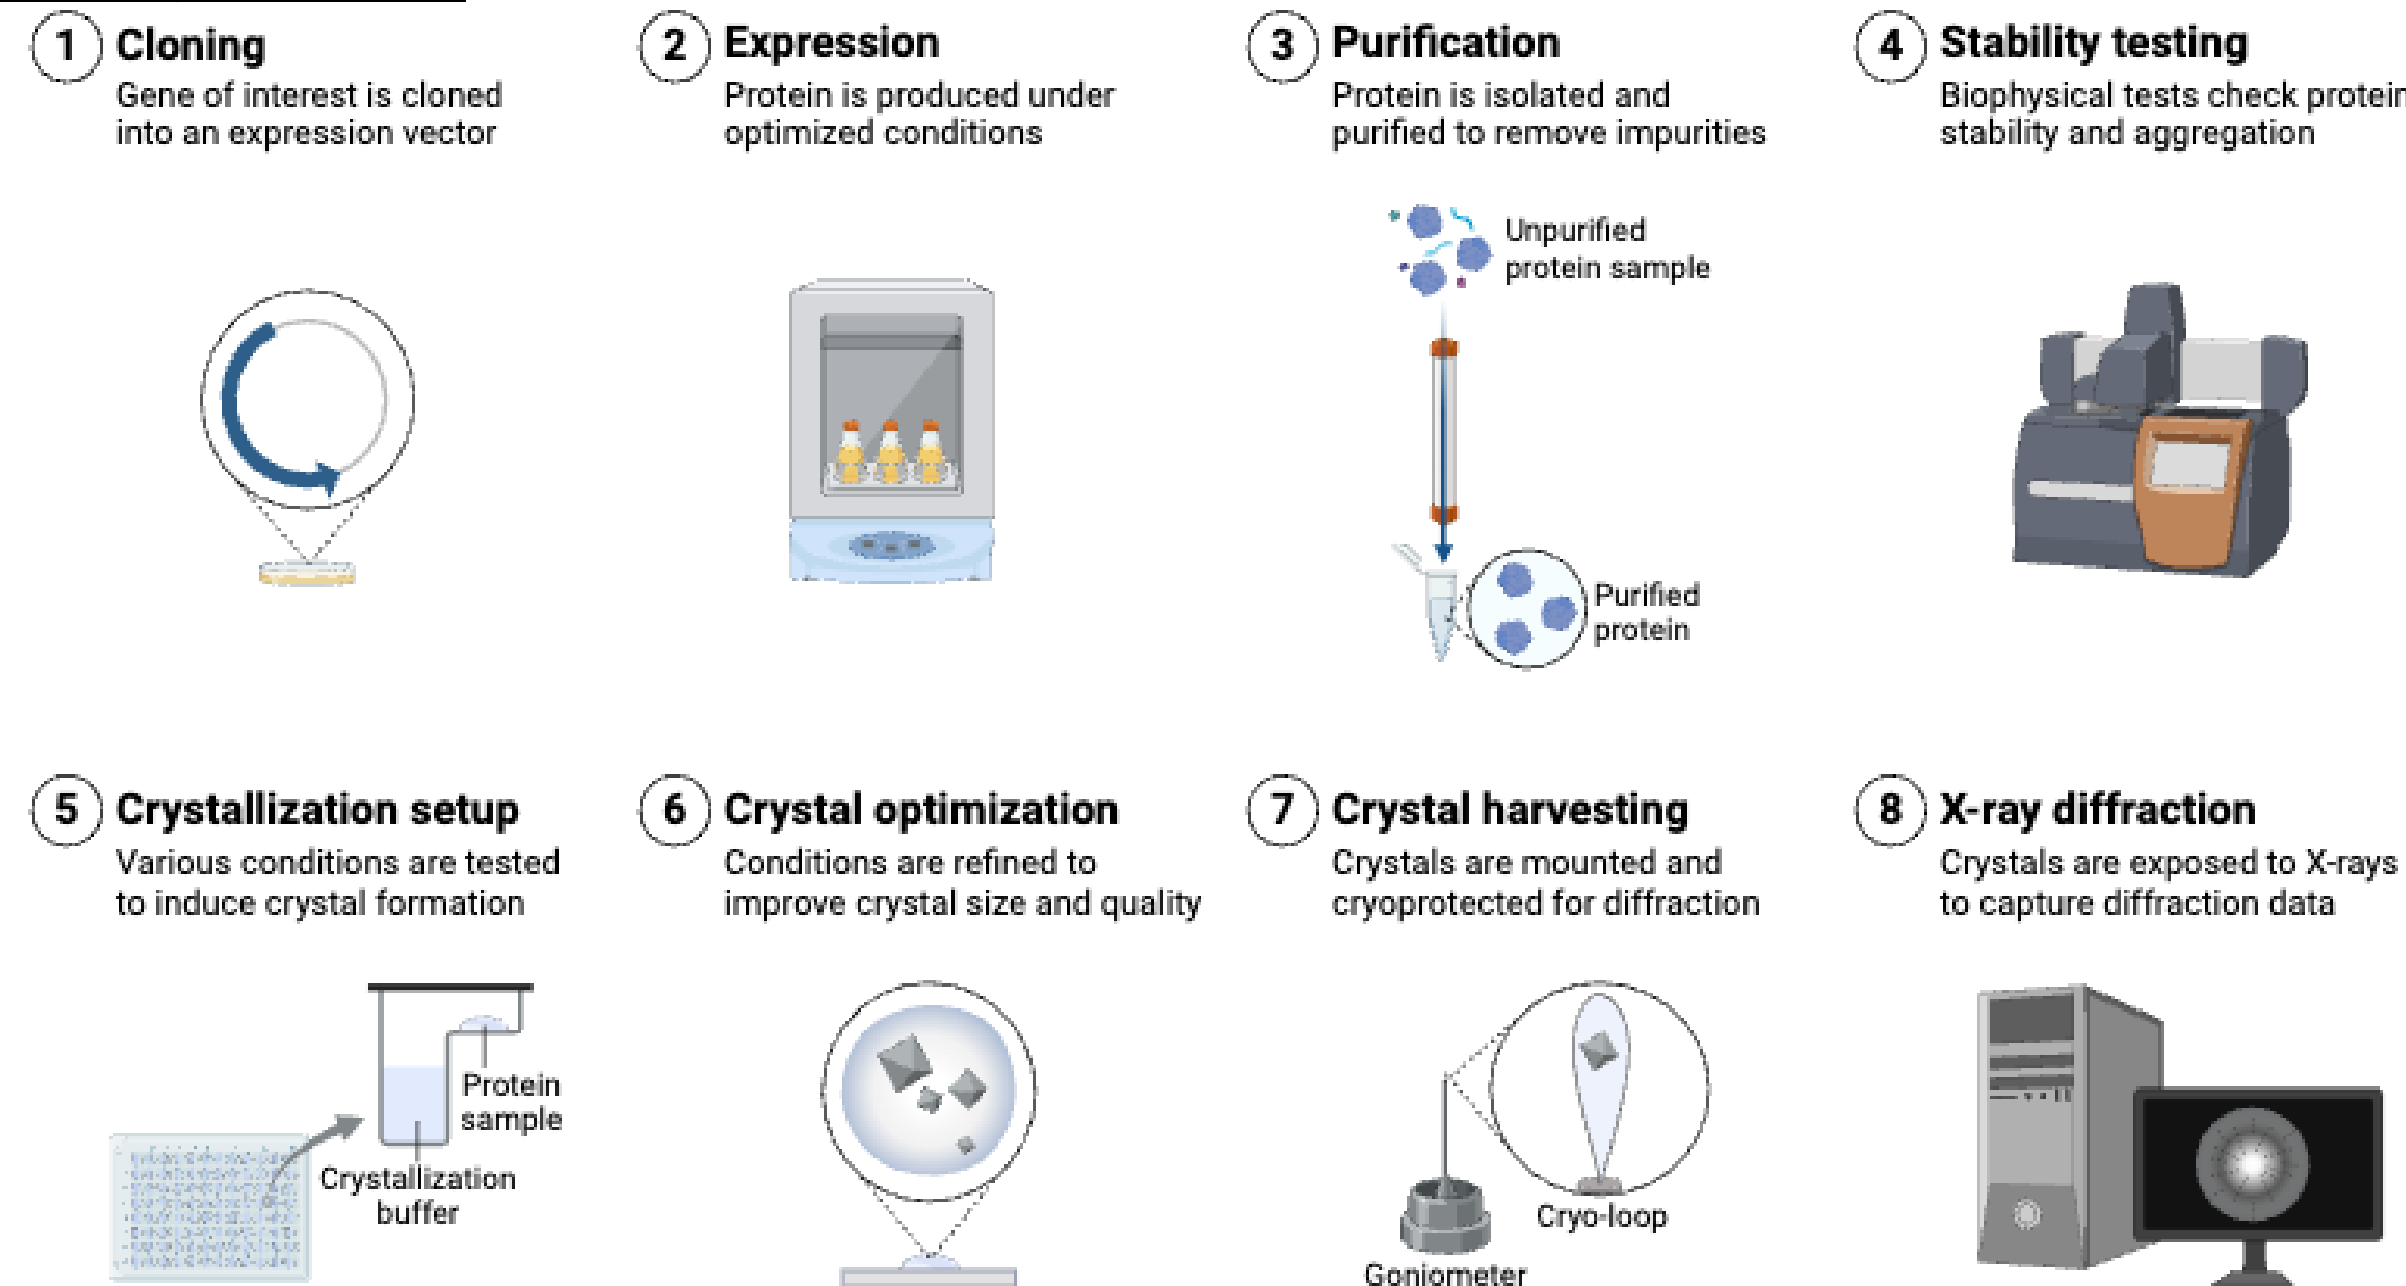 1 Cloning
Gene of interest is cloned
into an expression vector
2 Expression
Protein is produced under
optimized conditions
3 Purification
Protein is isolated and
purified to remove impurities
Unpurified
protein sample
Purified
protein
4 Stability testing
Biophysical tests check protein
stability and aggregation
5 Crystallization setup
Various conditions are tested
to induce crystal formation
Protein
sample
Crystallization
buffer
6 Crystal optimization
Conditions are refined to
improve crystal size and quality
7 Crystal harvesting
Crystals are mounted and
cryoprotected for diffraction
Cryo-loop
Goniometer
8 X-ray diffraction
Crystals are exposed to X-rays
to capture diffraction data